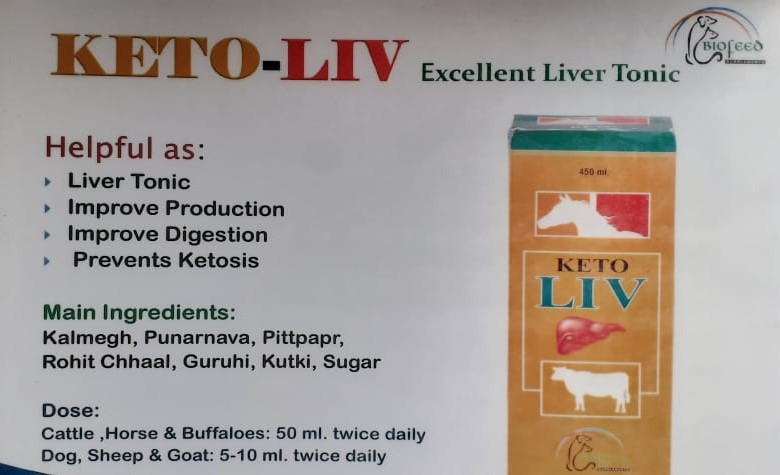 KETO-LIV Excellent Liver Tonic
BIOFEED
SUPPLEMENTS
Helpful as:
Liver Tonic
Improve Production
Improve Digestion
Prevents Ketosis
Main Ingredients:
Kalmegh, Punarnava, Pittpapr,
Rohit Chhaal, Guruhi, Kutki, Sugar
Dose:
Cattle ,Horse & Buffaloes: 50 ml. twice daily
Dog, Sheep & Goat: 5-10 ml. twice daily
450 ml.
KETO
LIV